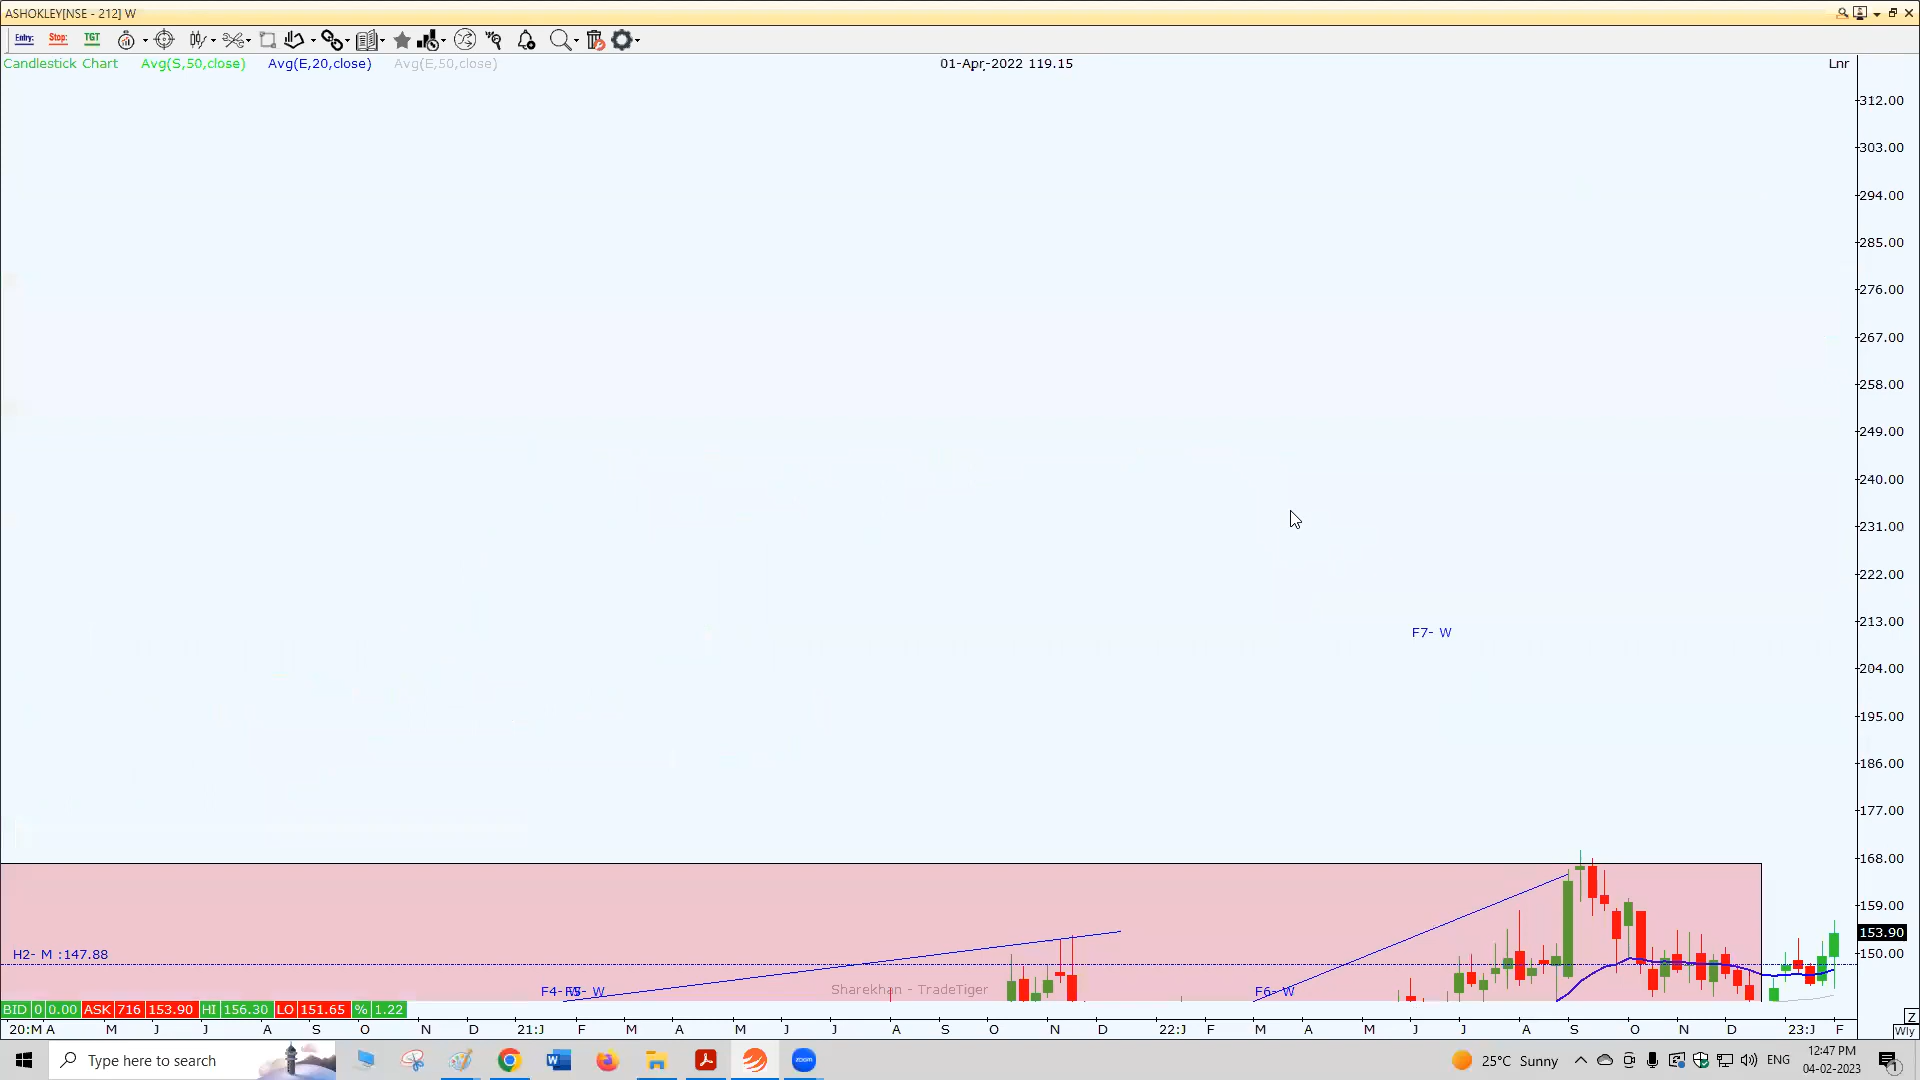 ASHOKLEY[NSE - 212] W
Entry: Stop: TGT
Candlestick Chart Avg(S,50,close) Avg(E,20,close) Avg(E,50,close) 01-Apr-2022 119.15 Lnr
312.00
303.00
294.00
285.00
276.00
267.00
258.00
249.00
240.00
231.00
222.00
F7- W
213.00
204.00
195.00
186.00
177.00
168.00
159.00
153.90
H2- M :147.88
150.00
F6- W
Sharekhan - TradeTiger
BID 0 0.00 ASK 716 153.90 HI 156.30 LO 151.65 % 1.22
Z
20:M A M J J A S O N D 21:J F M A M J J A S O N D 22:J F M A M J J A S O N D 23:J F
Wly
Type here to search
zoom
25°C Sunny
ENG
12:47 PM
04-02-2023
1